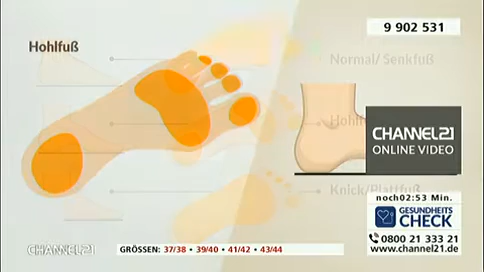 9 902 531
Hohlfuß
Normal/ Senkfuß
Hohlfuß
CHANNEL21
ONLINE VIDEO
Knick/Plattfuß
noch02:53 Min.
GESUNDHEITS
CHECK
0800 21 333 21
www.channel21.de
CHANNEL21
GRÖSSEN: 37/38 • 39/40 • 41/42 • 43/44